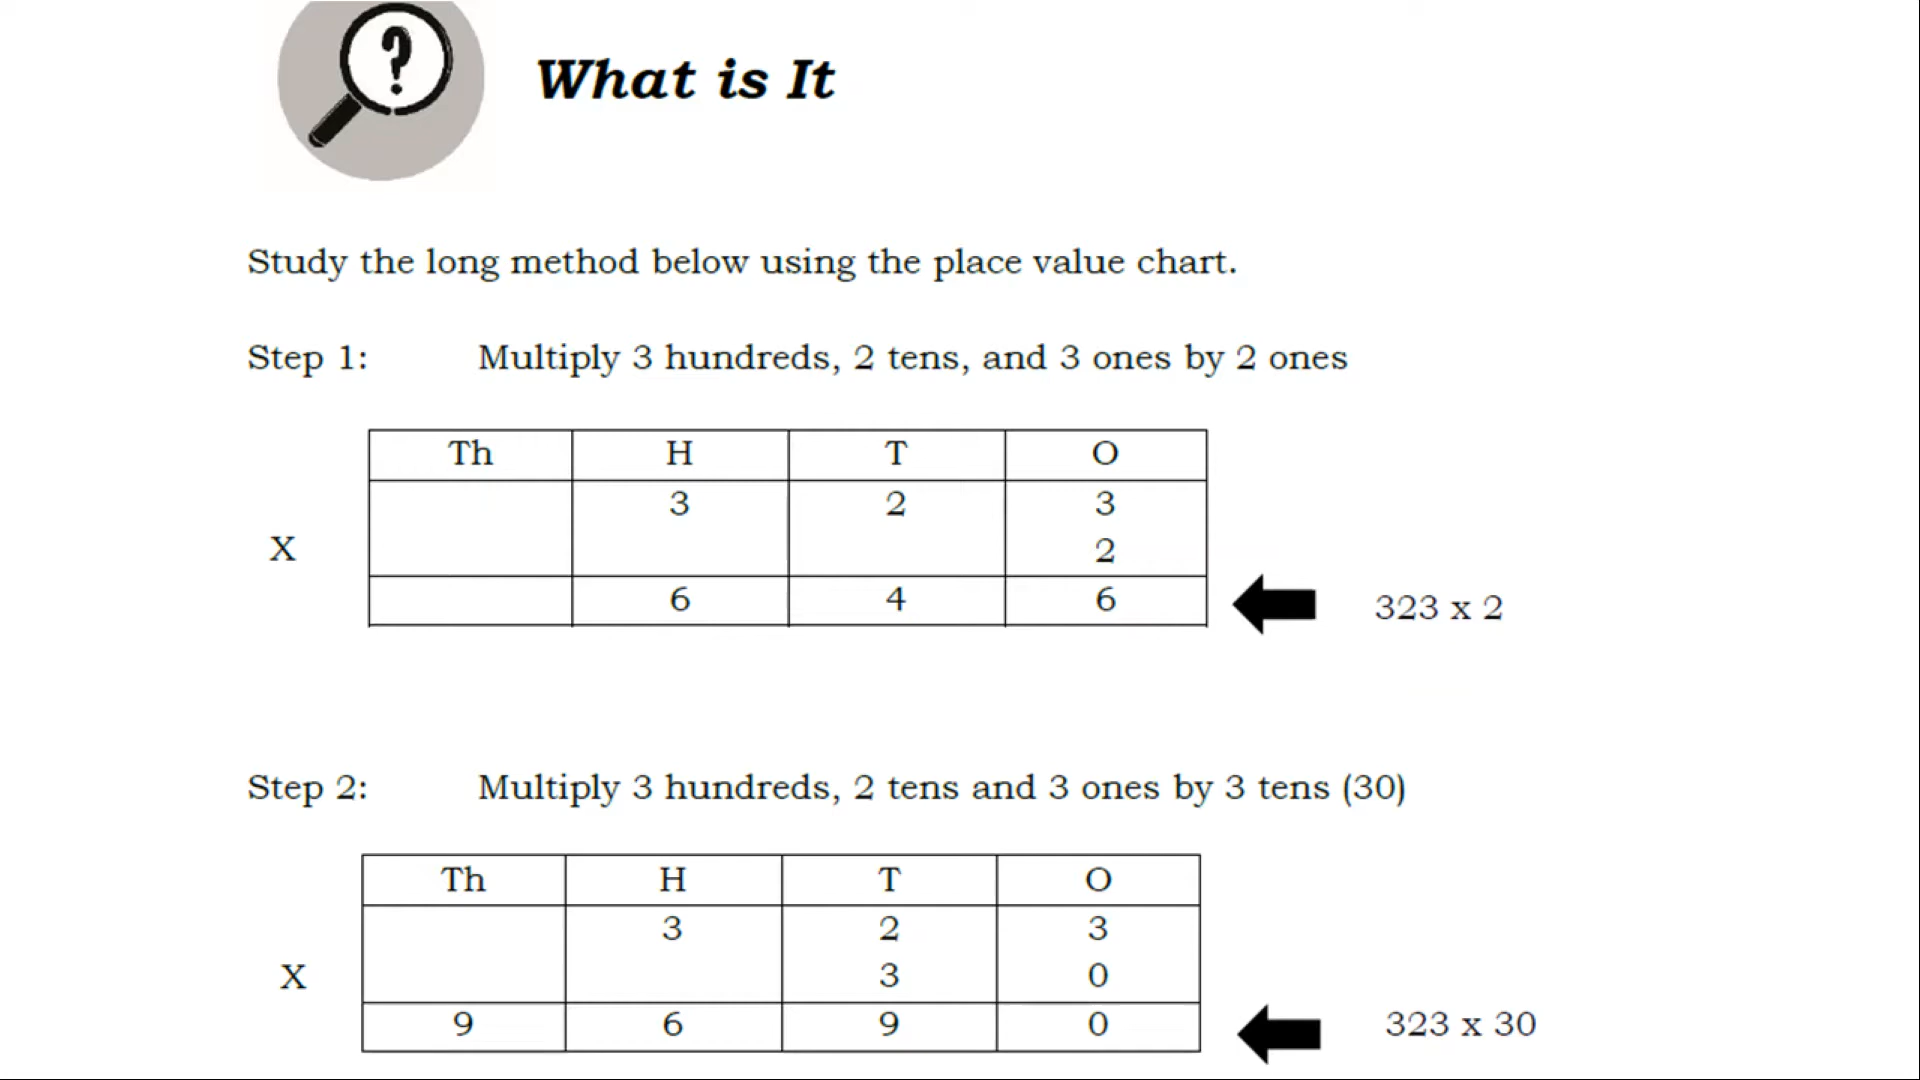 ?
What is It
Study the long method below using the place value chart.
Step 1: Multiply 3 hundreds, 2 tens, and 3 ones by 2 ones
Th H T O
3 2 3
X 2
6 4 6 323 x 2
Step 2: Multiply 3 hundreds, 2 tens and 3 ones by 3 tens (30)
Th H T O
3 2 3
X 3 0
9 6 9 0 323 x 30